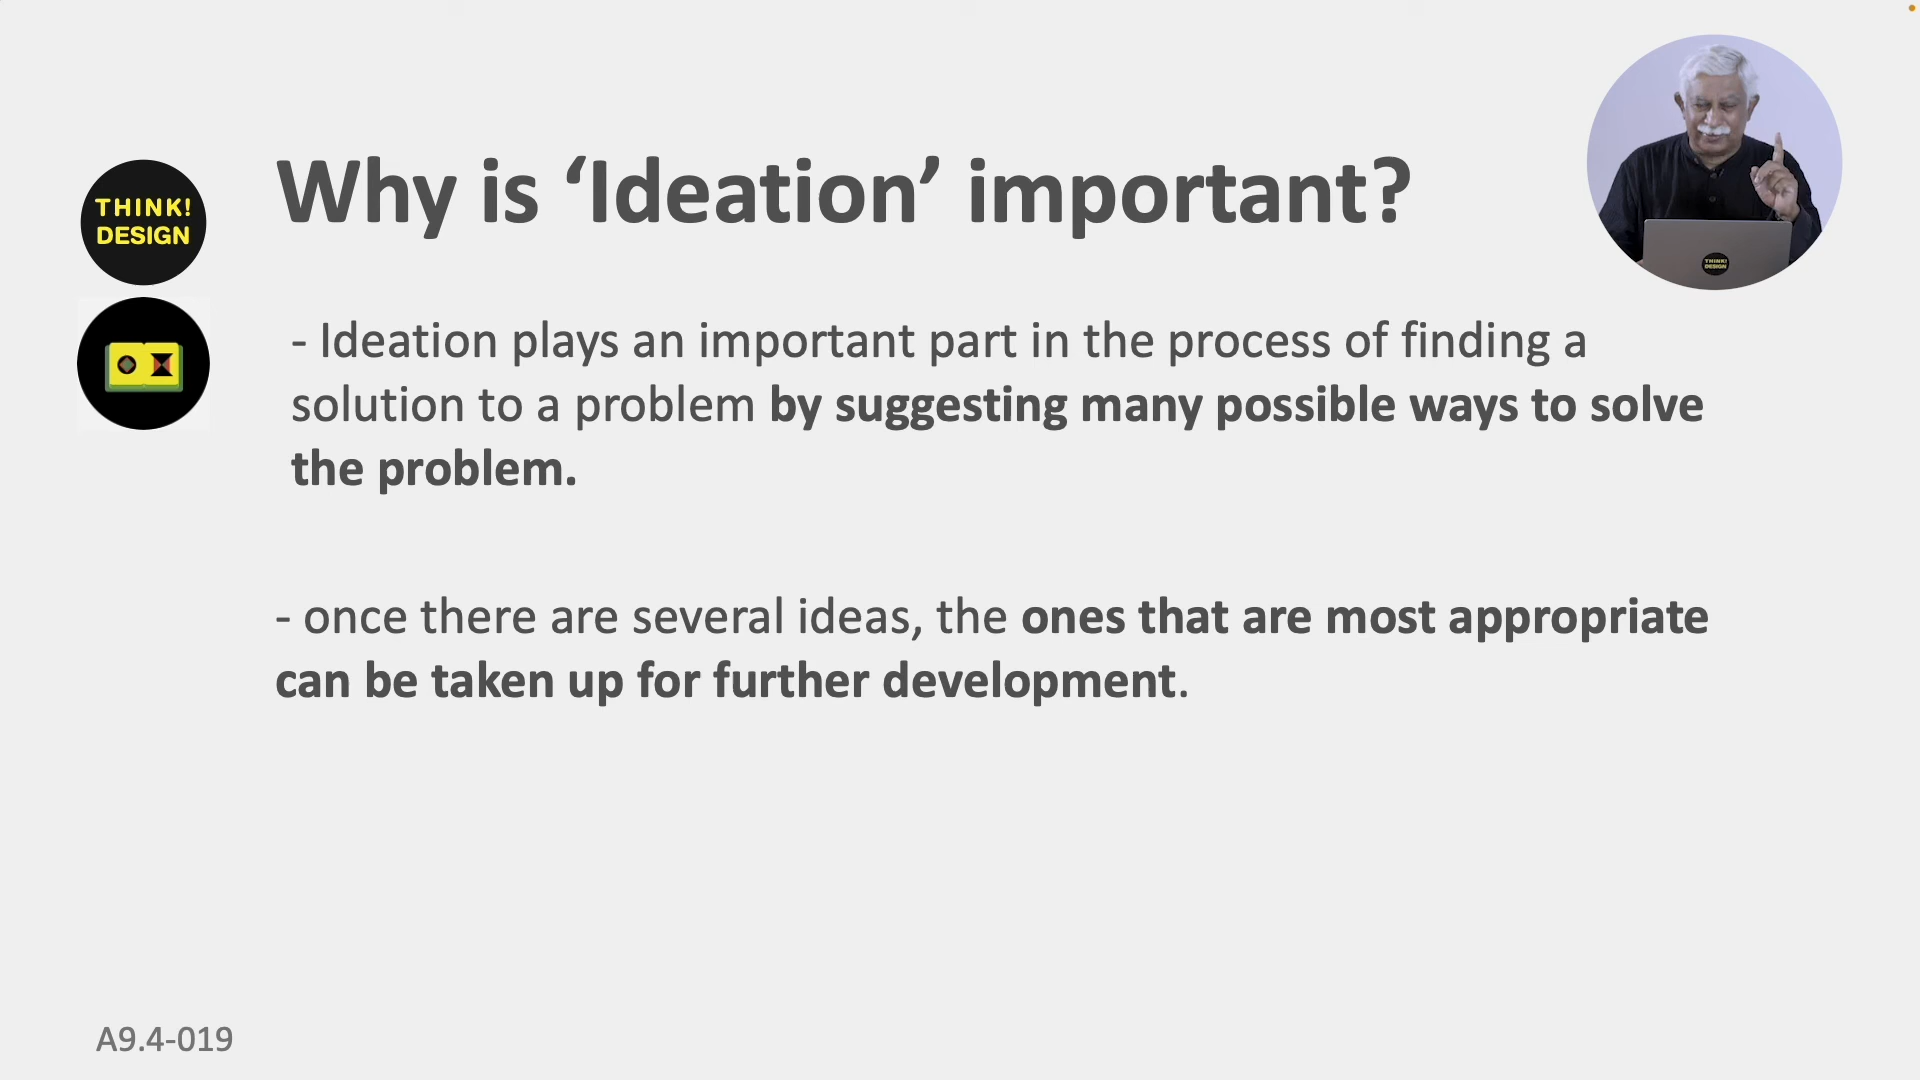 THINK!
DESIGN
Why is ‘Ideation’ important?
- Ideation plays an important part in the process of finding a
solution to a problem by suggesting many possible ways to solve
the problem.
- once there are several ideas, the ones that are most appropriate
can be taken up for further development.
THINK!
DESIGN
A9.4-019